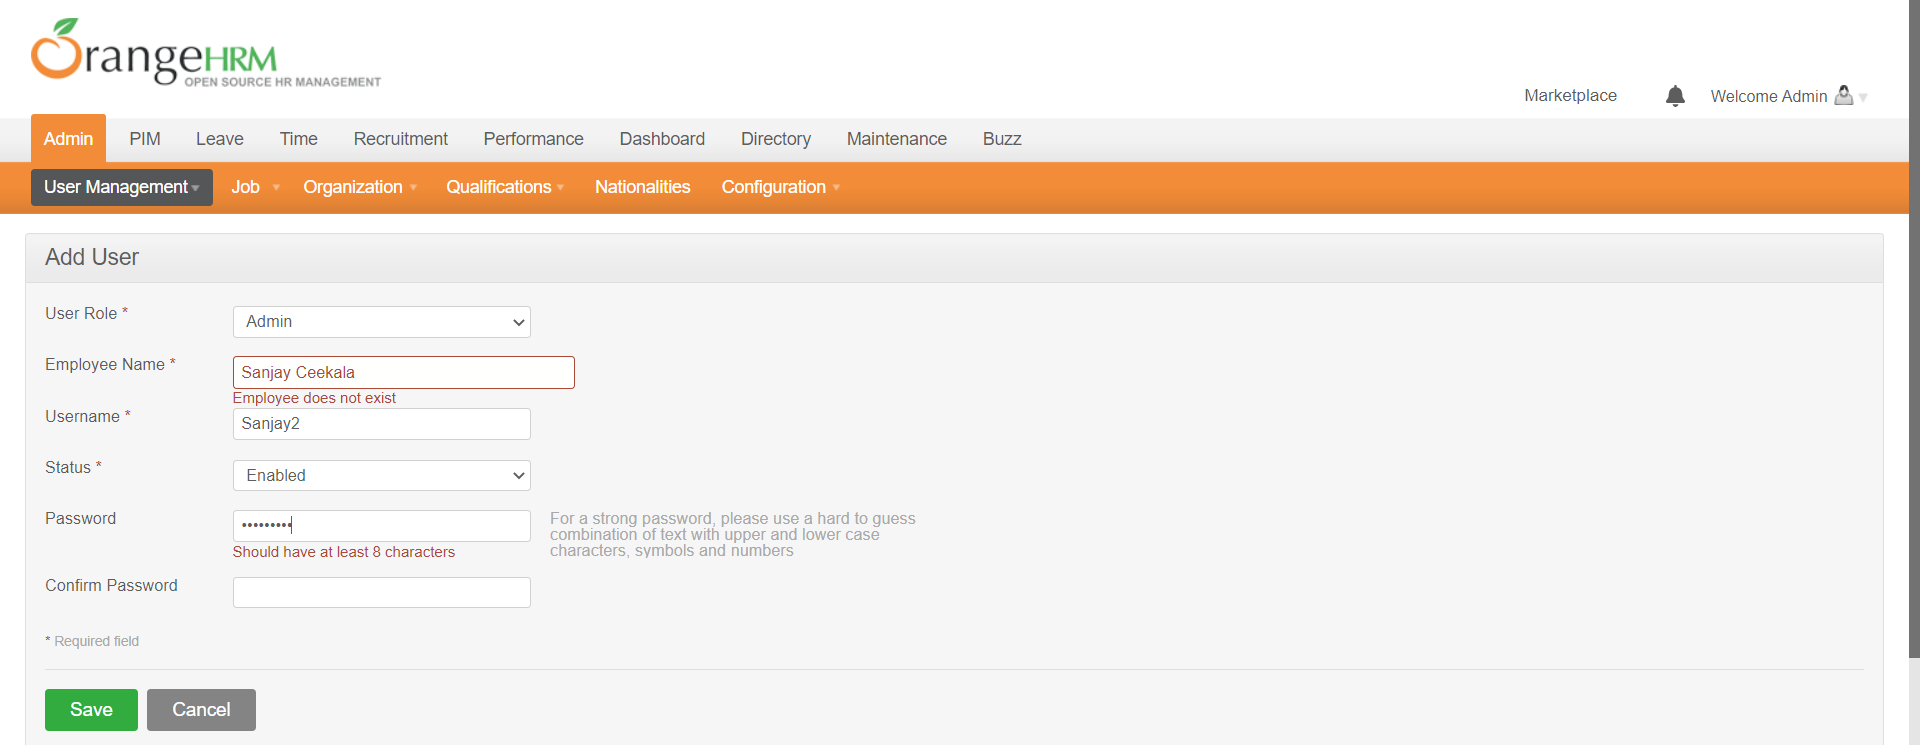 OrangeHRM
OPEN SOURCE HR MANAGEMENT
Marketplace Welcome Admin
Admin PIM Leave Time Recruitment Performance Dashboard Directory Maintenance Buzz
User Management Job Organization Qualifications Nationalities Configuration
Add User
User Role * Admin
Employee Name * Sanjay Ceekala
Employee does not exist
Username * Sanjay2
Status * Enabled
Password •••••••••
Should have at least 8 characters
For a strong password, please use a hard to guess
combination of text with upper and lower case
characters, symbols and numbers
Confirm Password
* Required field
Save Cancel